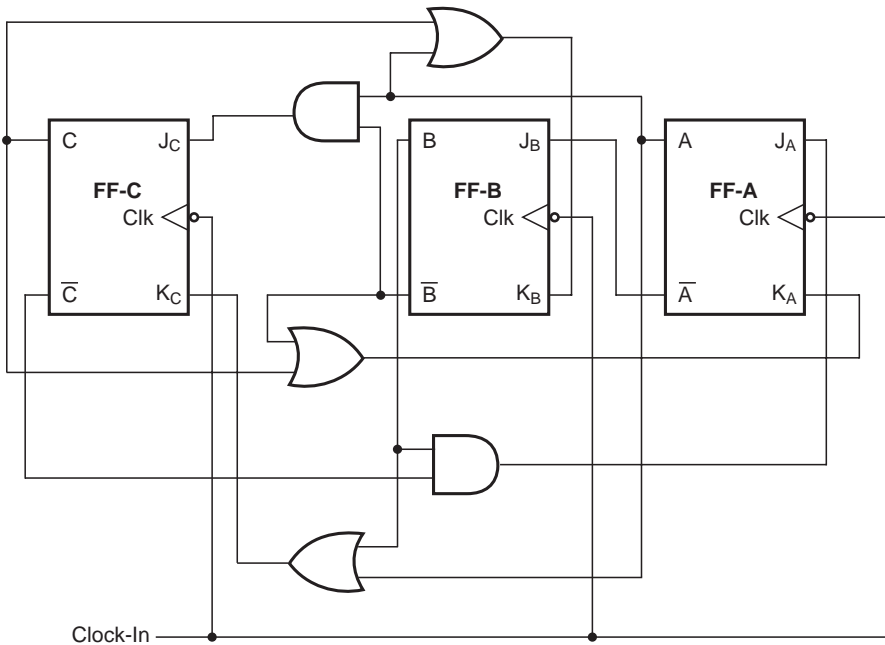 C
J_C
FF-C
Clk
C̅
K_C
B
J_B
FF-B
Clk
B̅
K_B
A
J_A
FF-A
Clk
A̅
K_A
Clock-In